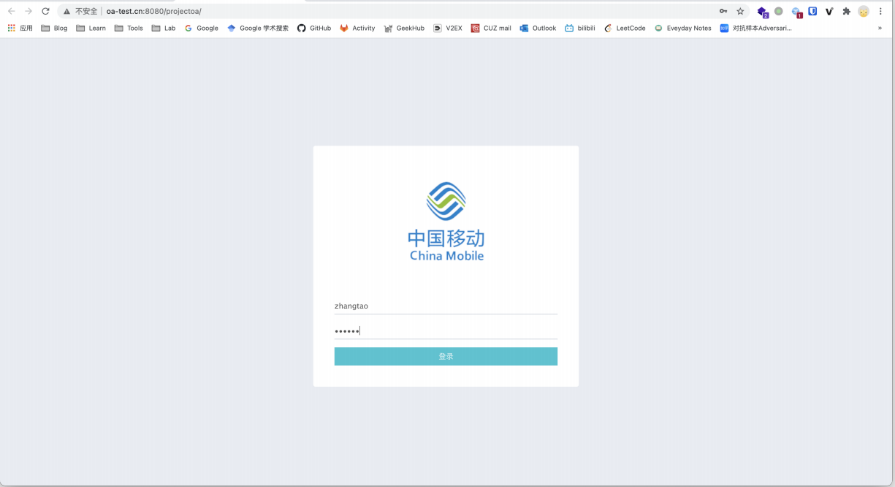 不安全 oa-test.cn:8080/projectoa/
应用 Blog Learn Tools Lab Google Google 学术搜索 GitHub Activity GeekHub V2EX CUZ mail Outlook bilibili LeetCode Eveyday Notes 对抗样本Adversari... »
中国移动
China Mobile
zhangtao
••••••
登录